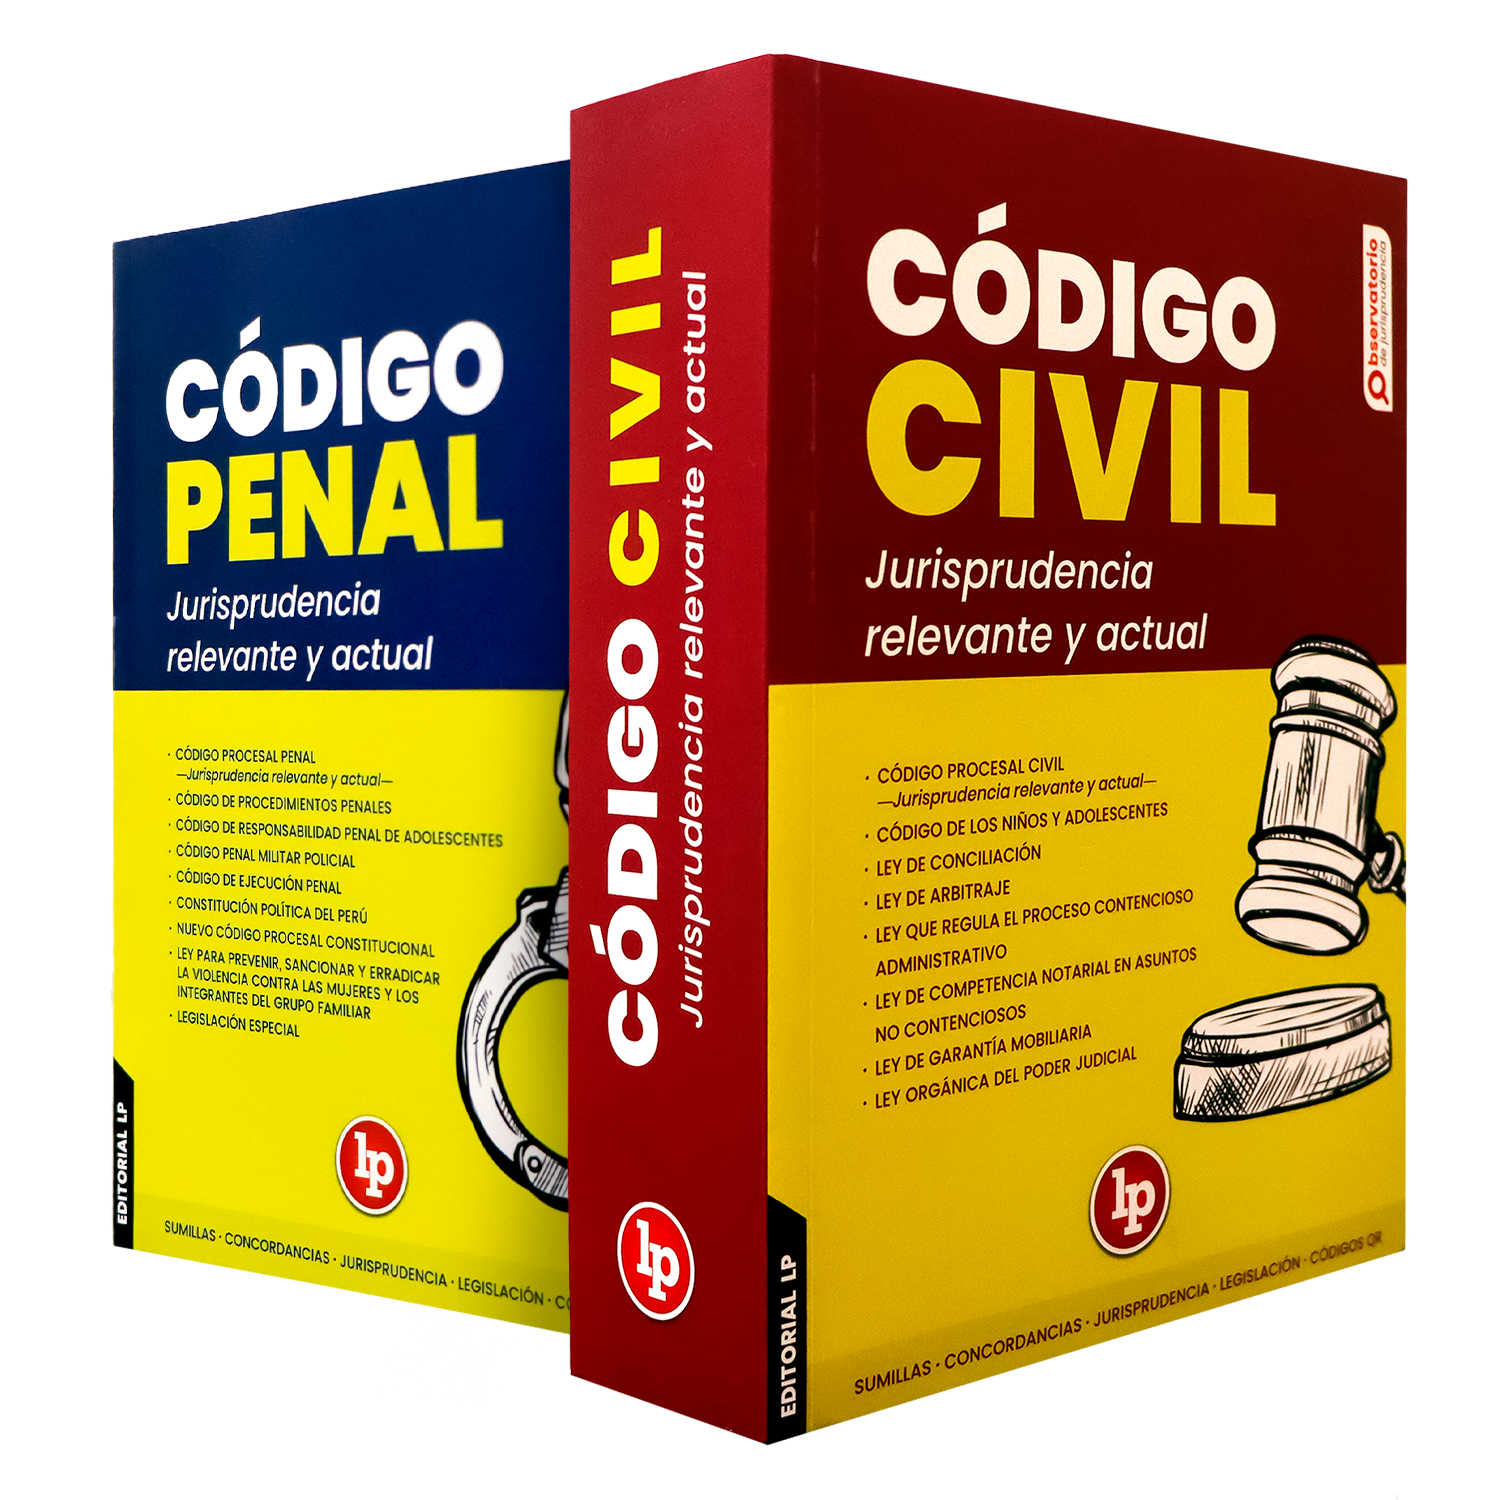 CÓDIGO
PENAL
Jurisprudencia
relevante y actual
· CÓDIGO PROCESAL PENAL
—Jurisprudencia relevante y actual—
· CÓDIGO DE PROCEDIMIENTOS PENALES
· CÓDIGO DE RESPONSABILIDAD PENAL DE ADOLESCENTES
· CÓDIGO PENAL MILITAR POLICIAL
· CÓDIGO DE EJECUCIÓN PENAL
· CONSTITUCIÓN POLÍTICA DEL PERÚ
· NUEVO CÓDIGO PROCESAL CONSTITUCIONAL
· LEY PARA PREVENIR, SANCIONAR Y ERRADICAR
LA VIOLENCIA CONTRA LAS MUJERES Y LOS
INTEGRANTES DEL GRUPO FAMILIAR
· LEGISLACIÓN ESPECIAL
EDITORIAL LP
lp
SUMILLAS · CONCORDANCIAS · JURISPRUDENCIA · LEGISLACIÓN ·
CÓDIGO CIVIL
Jurisprudencia relevante y actual
lp
CÓDIGO
CIVIL
Jurisprudencia
relevante y actual
Observatorio
de jurisprudencia
· CÓDIGO PROCESAL CIVIL
—Jurisprudencia relevante y actual—
· CÓDIGO DE LOS NIÑOS Y ADOLESCENTES
· LEY DE CONCILIACIÓN
· LEY DE ARBITRAJE
· LEY QUE REGULA EL PROCESO CONTENCIOSO
ADMINISTRATIVO
· LEY DE COMPETENCIA NOTARIAL EN ASUNTOS
NO CONTENCIOSOS
· LEY DE GARANTÍA MOBILIARIA
· LEY ORGÁNICA DEL PODER JUDICIAL
lp
EDITORIAL LP
SUMILLAS · CONCORDANCIAS · JURISPRUDENCIA · LEGISLACIÓN · CÓDIGOS QR